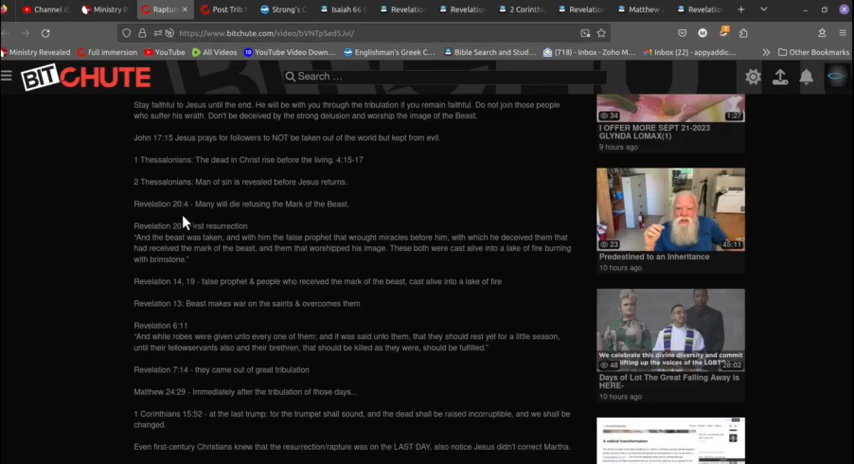 Channel d
Ministry R
Rapture
Post Trib
Strong's G
Isaiah 66 E
Revelation
Revelation
2 Corinthi
Revelation
Matthew
Revelation
https://www.bitchute.com/video/bVNTpSed5Jvi/
Ministry Revealed
full immersion
YouTube
All Videos
YouTube Video Down…
Englishman's Greek C…
Bible Search and Stud…
(718) - Inbox - Zoho M…
Inbox (22) - appyaddic…
Other Bookmarks
BITCHUTE
Search …
Stay faithful to Jesus until the end. He will be with you through the tribulation if you remain faithful. Do not join those people
who suffer his wrath. Don't be deceived by the strong delusion and worship the image of the Beast.
John 17:15 Jesus prays for followers to NOT be taken out of the world but kept from evil.
1 Thessalonians: The dead in Christ rise before the living. 4:15-17
2 Thessalonians: Man of sin is revealed before Jesus returns.
Revelation 20:4 - Many will die refusing the Mark of the Beast.
Revelation 20 First resurrection
“And the beast was taken, and with him the false prophet that wrought miracles before him, with which he deceived them that
had received the mark of the beast, and them that worshipped his image. These both were cast alive into a lake of fire burning
with brimstone.”
Revelation 14, 19 - false prophet & people who received the mark of the beast, cast alive into a lake of fire
Revelation 13: Beast makes war on the saints & overcomes them
Revelation 6:11
“And white robes were given unto every one of them; and it was said unto them, that they should rest yet for a little season,
until their fellowservants also and their brethren, that should be killed as they were, should be fulfilled.”
Revelation 7:14 - they came out of great tribulation
Matthew 24:29 - Immediately after the tribulation of those days...
1 Corinthians 15:52 - at the last trump: for the trumpet shall sound, and the dead shall be raised incorruptible, and we shall be
changed.
Even first-century Christians knew that the resurrection/rapture was on the LAST DAY, also notice Jesus didn't correct Martha.
34
1:27
I OFFER MORE SEPT 21-2023
GLYNDA LOMAX(1)
9 hours ago
23
45:11
Predestined to an Inheritance
10 hours ago
We celebrate this divine diversity and commit
lifting up the voices of the LGBT
48
28:02
Days of Lot The Great Falling Away is
HERE-
10 hours ago
A radical transformation